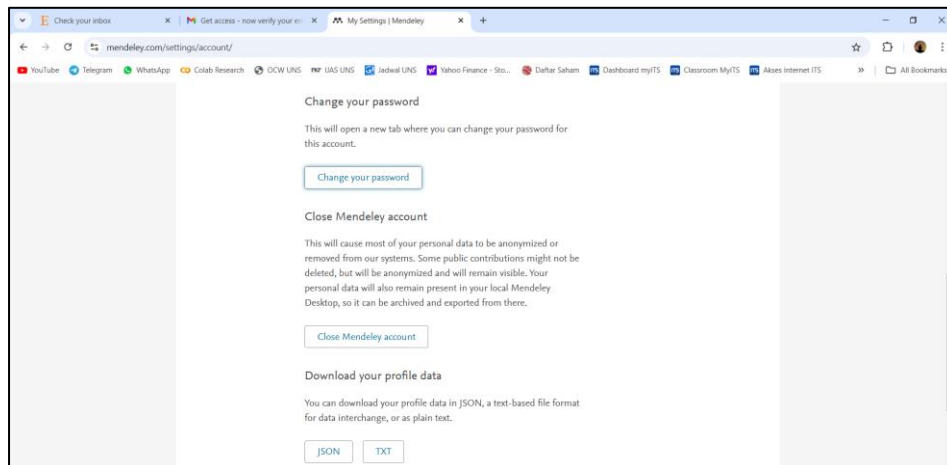 Check your inbox
Get access - now verify your e
My Settings | Mendeley
mendeley.com/settings/account/
YouTube Telegram WhatsApp Colab Research OCW UNS UAS UNS Jadwal UNS Yahoo Finance - Sto... Daftar Saham Dashboard myITS Classroom MyITS Akses Internet ITS » All Bookmarks
Change your password
This will open a new tab where you can change your password for
this account.
Change your password
Close Mendeley account
This will cause most of your personal data to be anonymized or
removed from our systems. Some public contributions might not be
deleted, but will be anonymized and will remain visible. Your
personal data will also remain present in your local Mendeley
Desktop, so it can be archived and exported from there.
Close Mendeley account
Download your profile data
You can download your profile data in JSON, a text-based file format
for data interchange, or as plain text.
JSON TXT